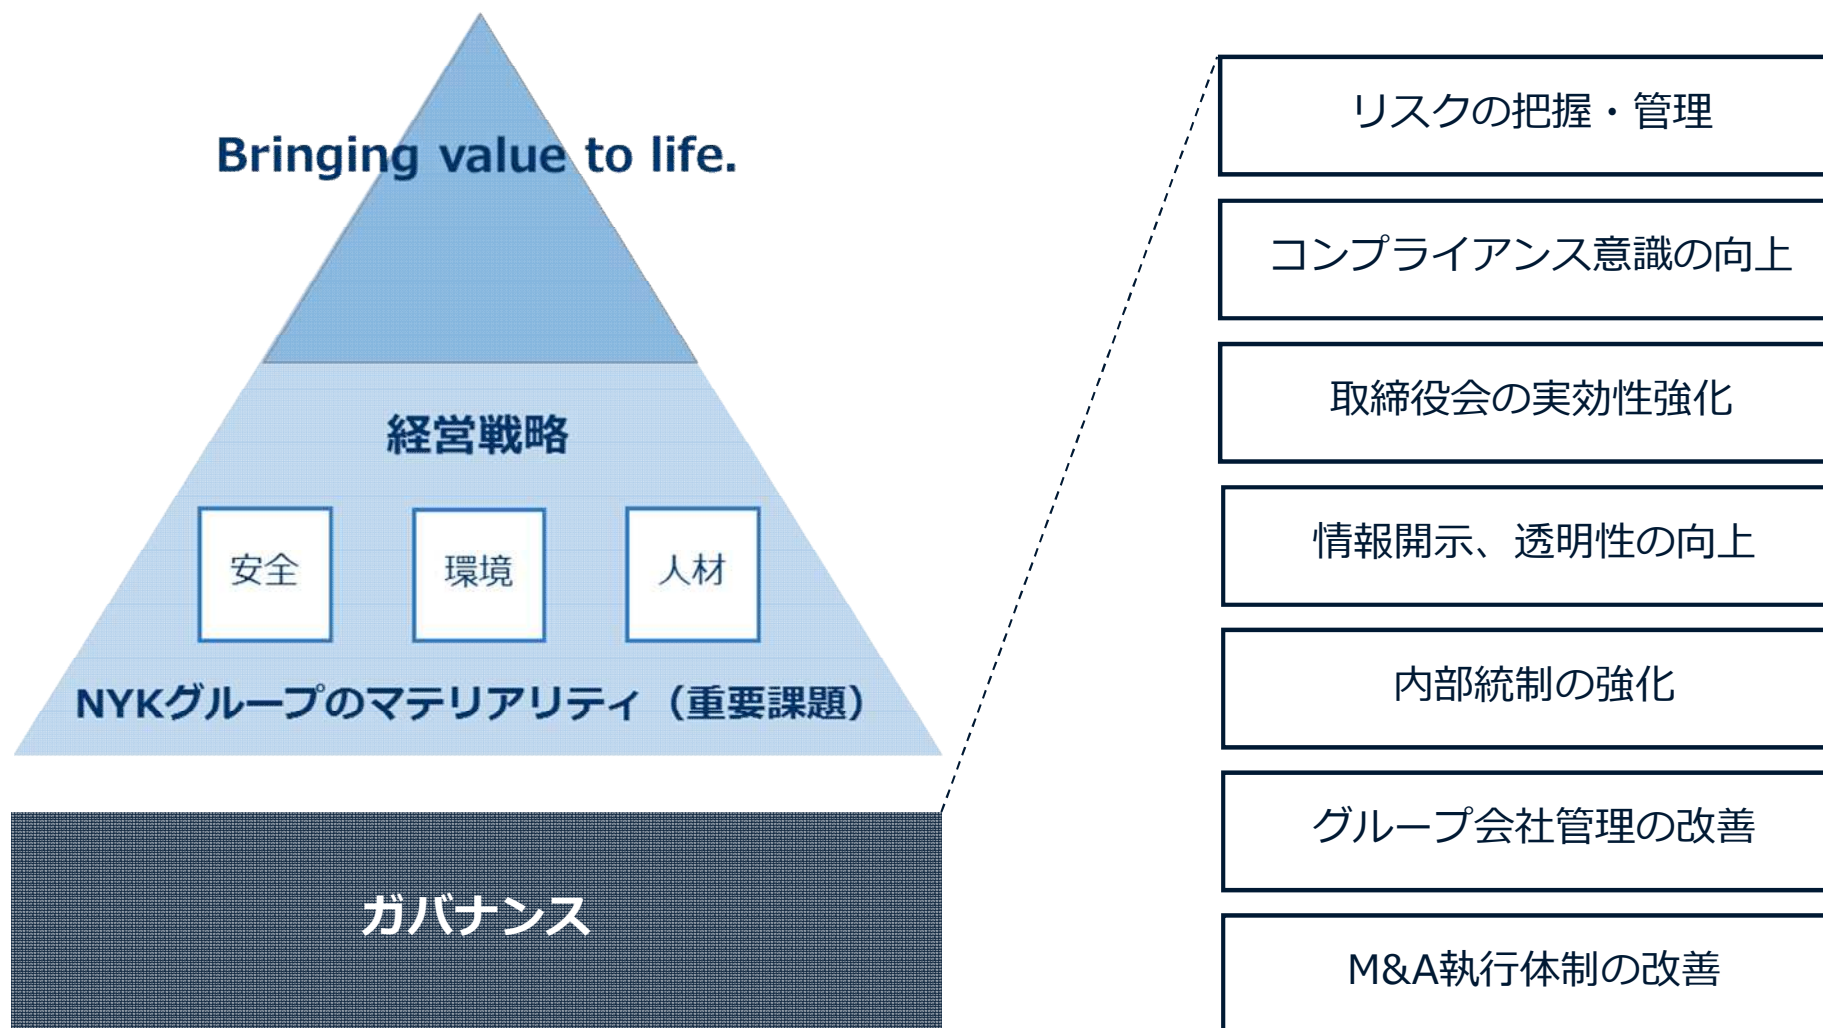 Bringing value to life.
経営戦略
安全
環境
人材
NYKグループのマテリアリティ（重要課題）
ガバナンス
リスクの把握・管理
コンプライアンス意識の向上
取締役会の実効性強化
情報開示、透明性の向上
内部統制の強化
グループ会社管理の改善
M&A執行体制の改善